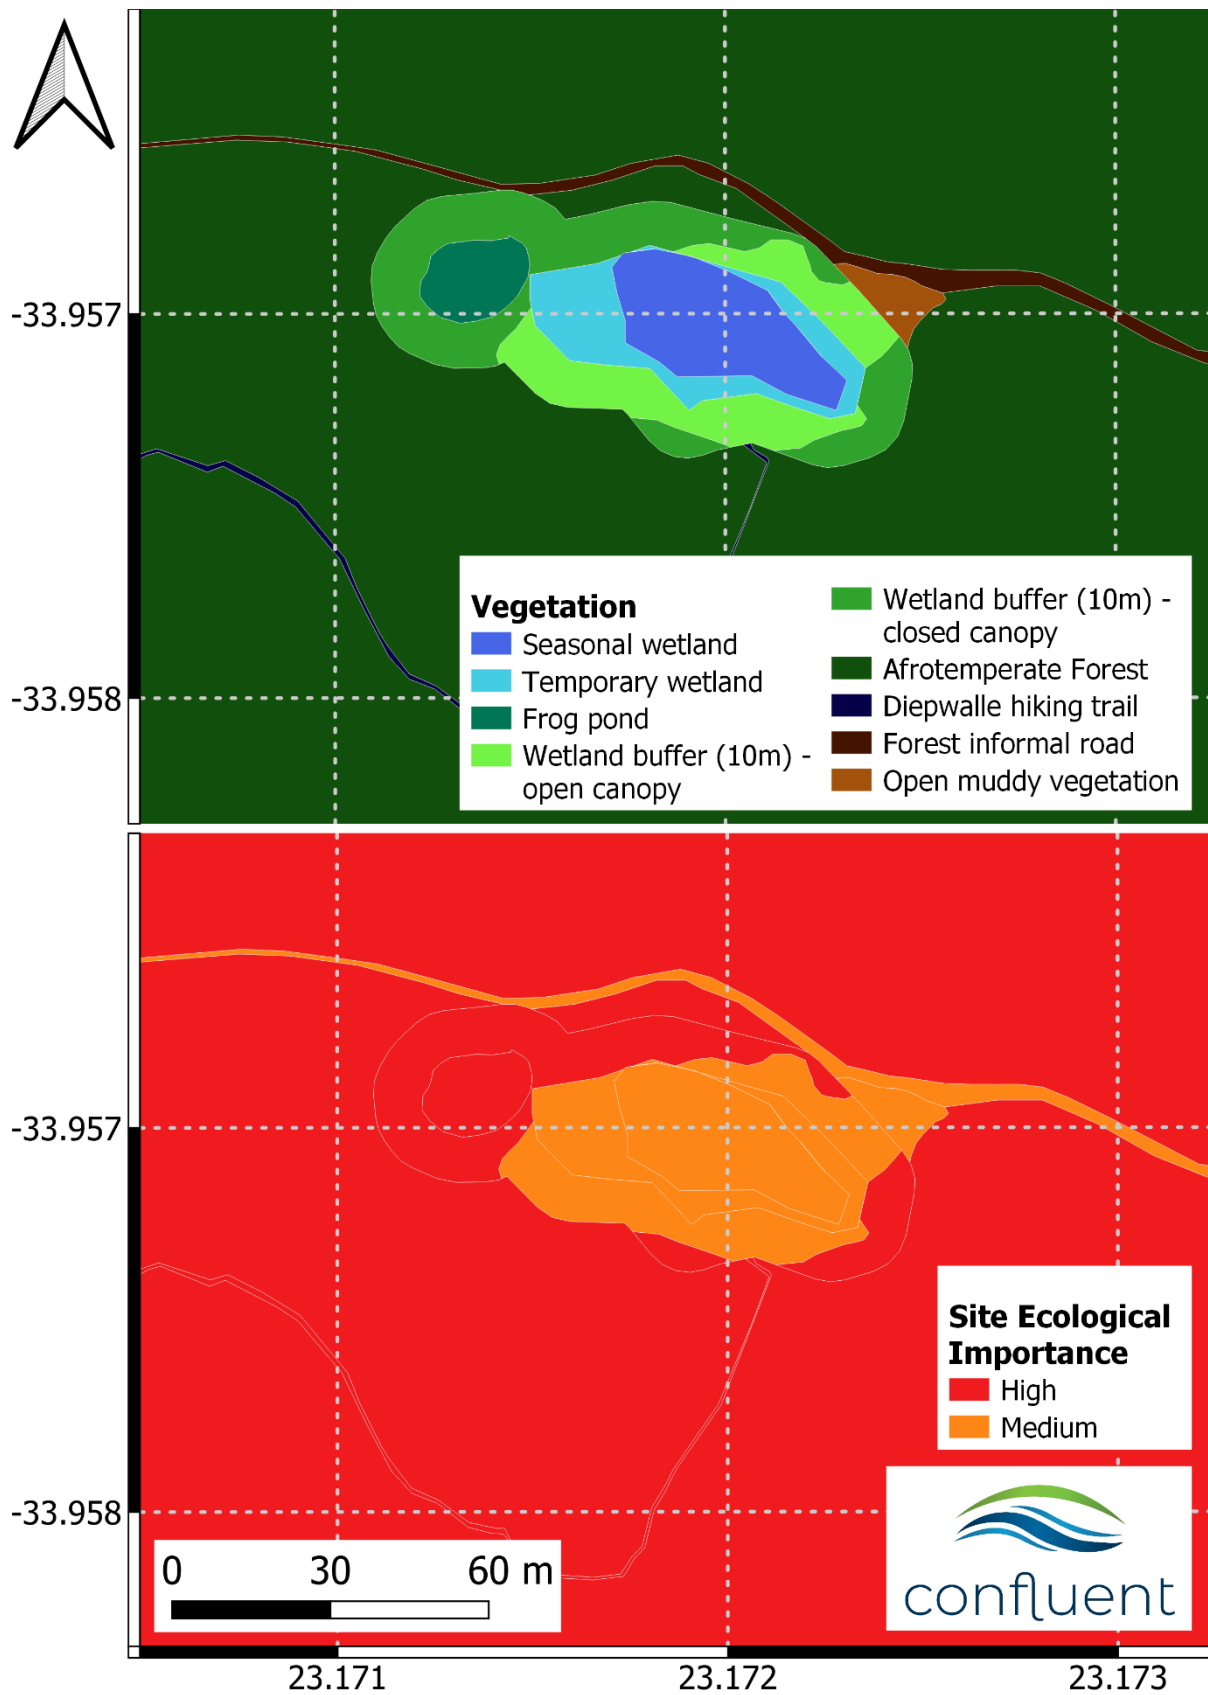 -33.957
-33.958
Vegetation
Seasonal wetland
Temporary wetland
Frog pond
Wetland buffer (10m) -
open canopy
Wetland buffer (10m) -
closed canopy
Afrotemperate Forest
Diepwalle hiking trail
Forest informal road
Open muddy vegetation
-33.957
-33.958
Site Ecological
Importance
High
Medium
0 30 60 m
confluent
23.171 23.172 23.173